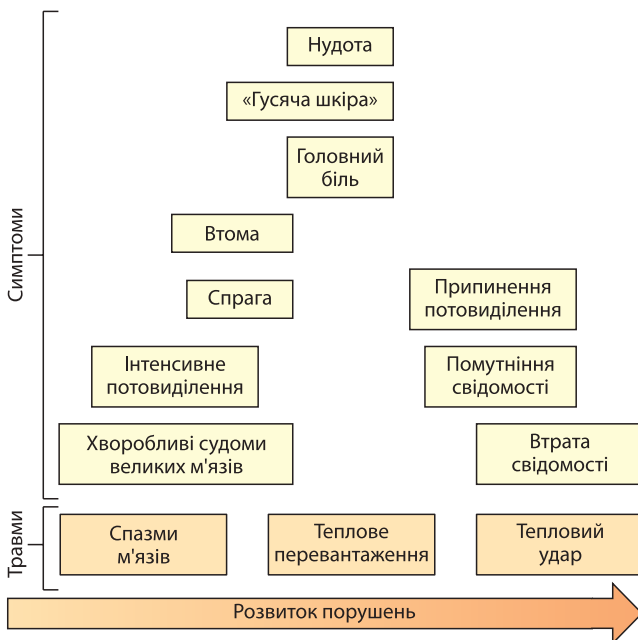 Симптоми
Нудота
«Гусяча шкіра»
Головний
біль
Втома
Спрага
Припинення
потовиділення
Інтенсивне
потовиділення
Помутніння
свідомості
Хворобливі судоми
великих м'язів
Втрата
свідомості
Травми
Спазми
м'язів
Теплове
перевантаження
Тепловий
удар
Розвиток порушень